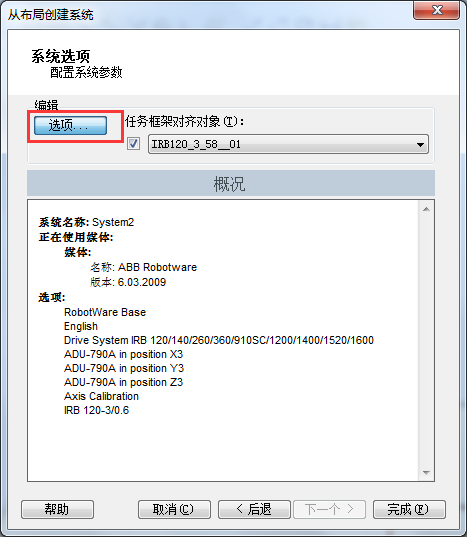 从布局创建系统
系统选项
配置系统参数
编辑
选项...
任务框架对齐对象(T):
IRB120_3_58__01
概况
系统名称: System2
正在使用媒体:
媒体:
名称: ABB Robotware
版本: 6.03.2009
选项:
RobotWare Base
English
Drive System IRB 120/140/260/360/910SC/1200/1400/1520/1600
ADU-790A in position X3
ADU-790A in position Y3
ADU-790A in position Z3
Axis Calibration
IRB 120-3/0.6
帮助 取消(C) < 后退 下一个 > 完成(F)